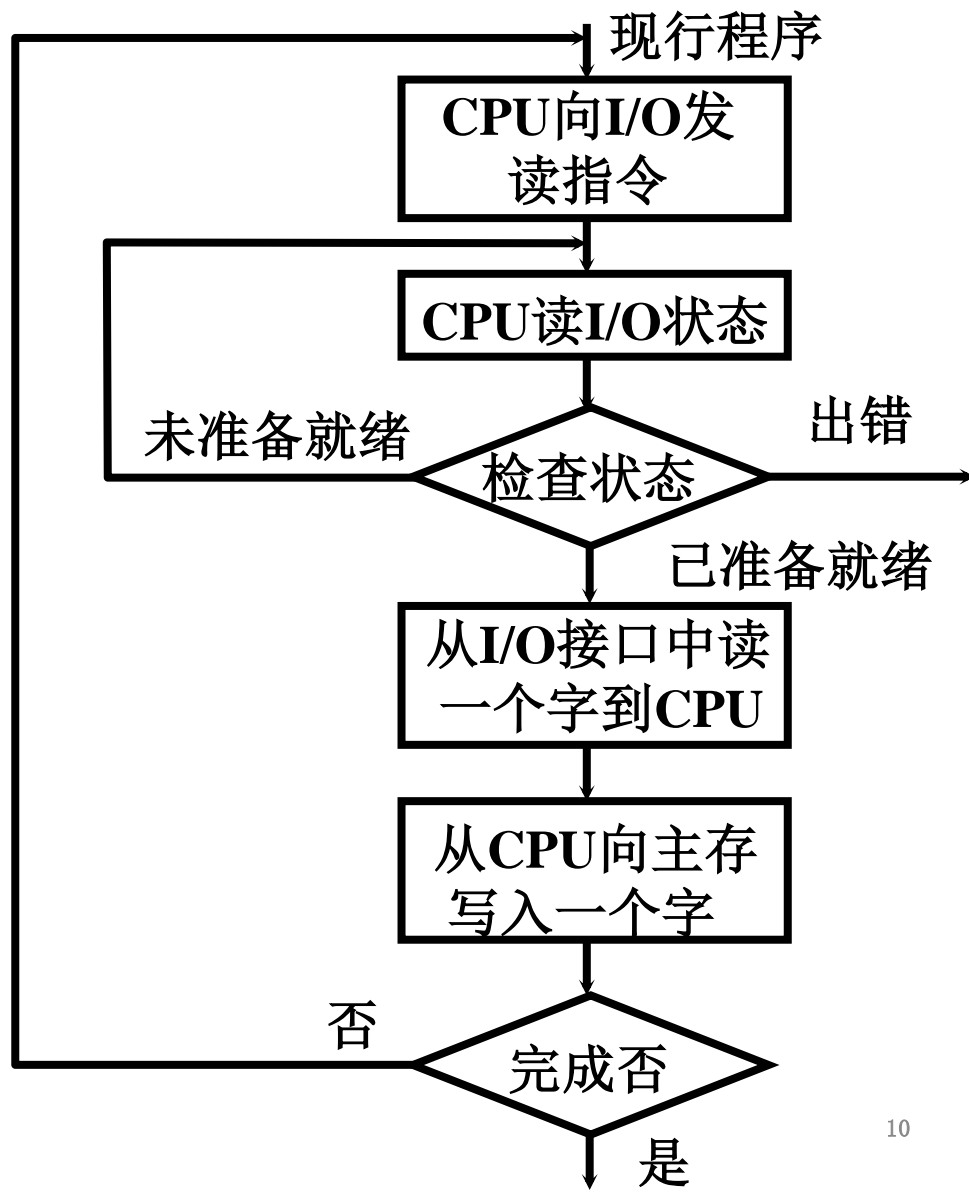 现行程序
CPU向I/O发
读指令
CPU读I/O状态
未准备就绪
出错
检查状态
已准备就绪
从I/O接口中读
一个字到CPU
从CPU向主存
写入一个字
否
完成否
是
10